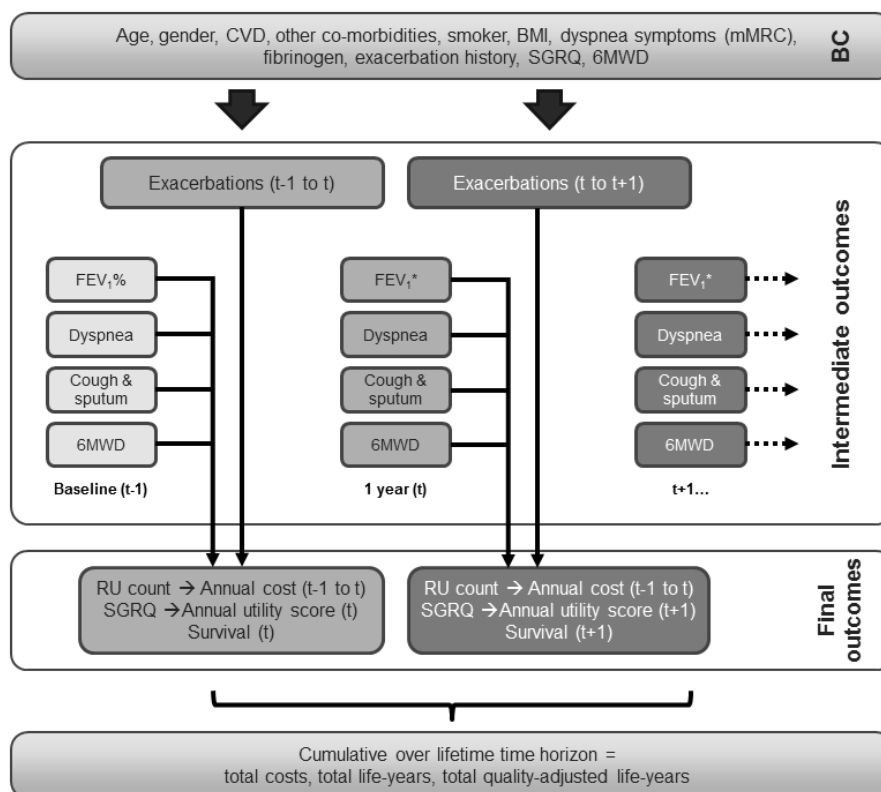 Age, gender, CVD, other co-morbidities, smoker, BMI, dyspnea symptoms (mMRC),
fibrinogen, exacerbation history, SGRQ, 6MWD
BC
Exacerbations (t-1 to t)
Exacerbations (t to t+1)
Intermediate outcomes
FEV₁%
FEV₁*
FEV₁*
Dyspnea
Dyspnea
Dyspnea
Cough &
sputum
Cough &
sputum
Cough &
sputum
6MWD
6MWD
6MWD
Baseline (t-1)
1 year (t)
t+1...
RU count → Annual cost (t-1 to t)
SGRQ →Annual utility score (t)
Survival (t)
RU count → Annual cost (t-1 to t)
SGRQ →Annual utility score (t+1)
Survival (t+1)
Final
outcomes
Cumulative over lifetime time horizon =
total costs, total life-years, total quality-adjusted life-years